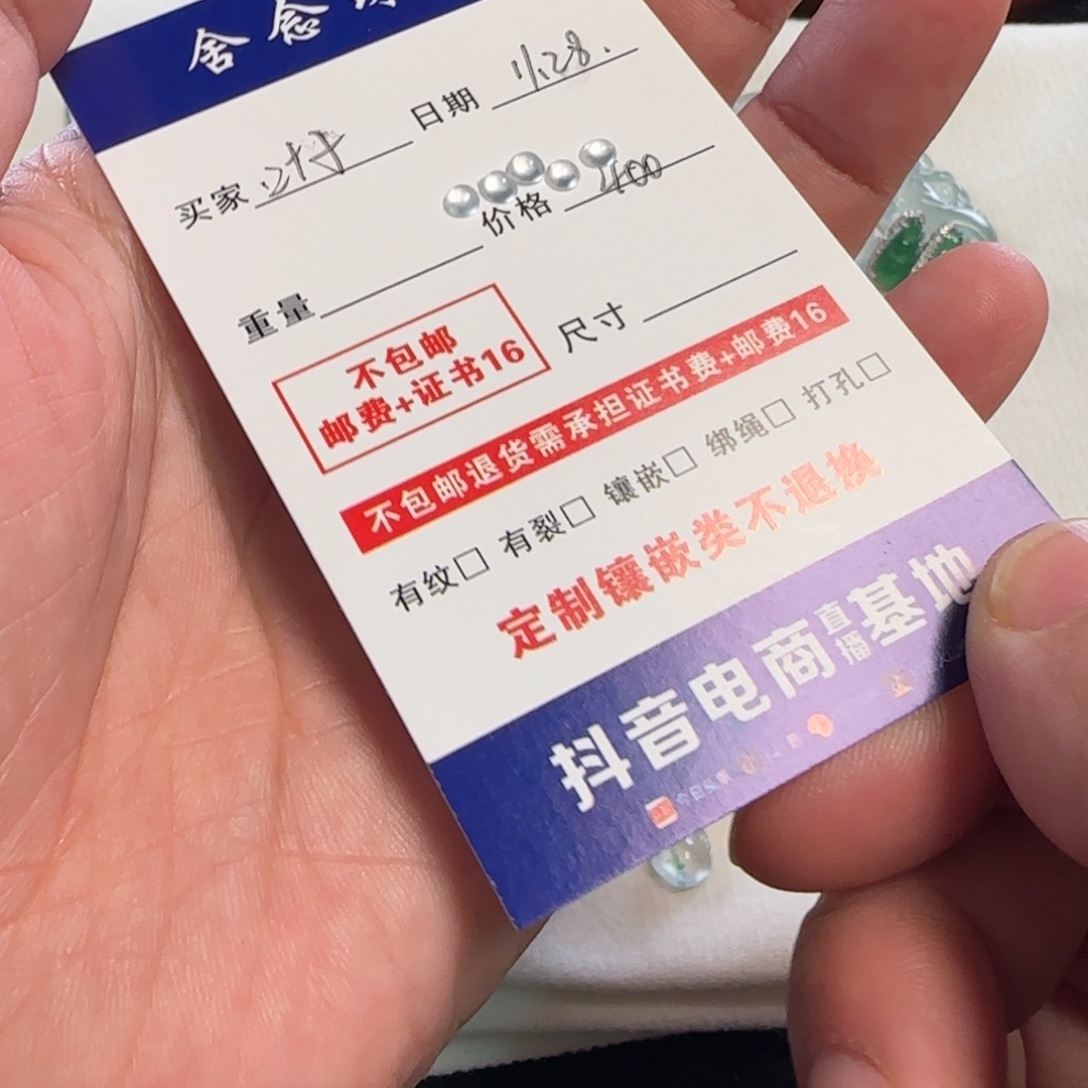 舍念
买家 日期 11.28.
重量 价格 400
不包邮
邮费+证书16
尺寸
不包邮退货需承担证书费+邮费16
有纹□ 有裂□ 镶嵌□ 绑绳□ 打孔□
定制镶嵌类不退换
抖音电商直播基地